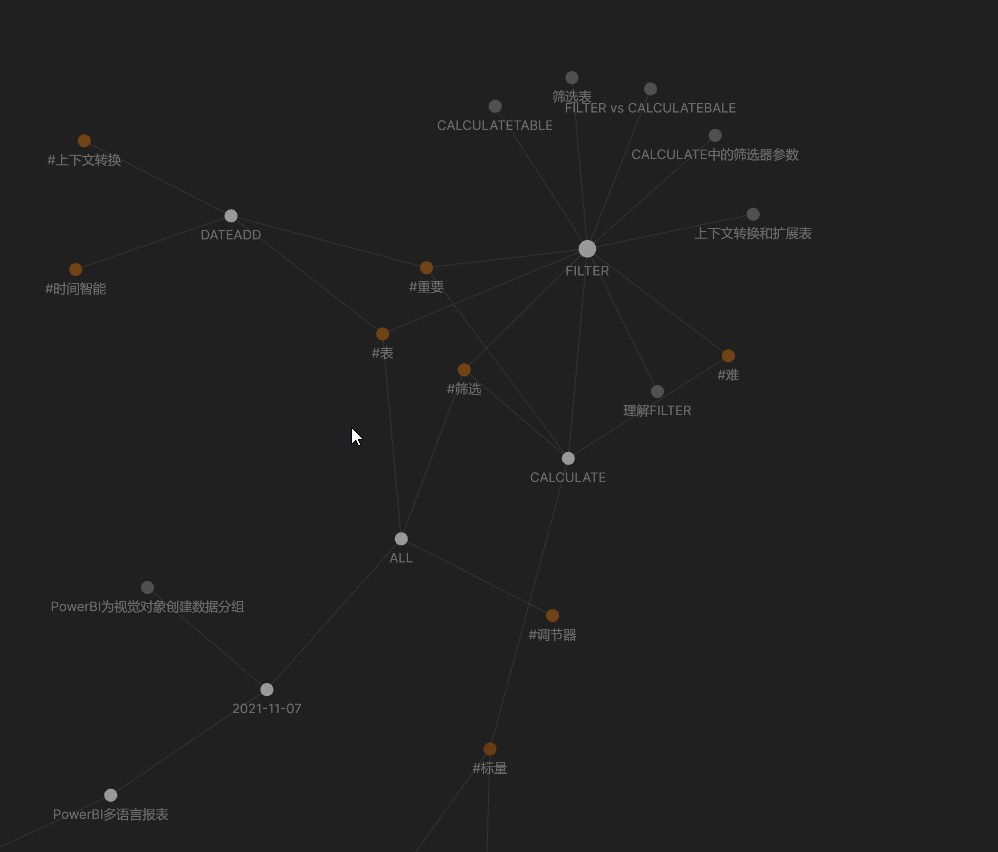 筛选表
FILTER vs CALCULATEBALE
CALCULATETABLE
CALCULATE中的筛选器参数
#上下文转换
上下文转换和扩展表
DATEADD
FILTER
#时间智能
#重要
#表
#难
#筛选
理解FILTER
CALCULATE
ALL
PowerBI为视觉对象创建数据分组
#调节器
2021-11-07
#标量
PowerBI多语言报表